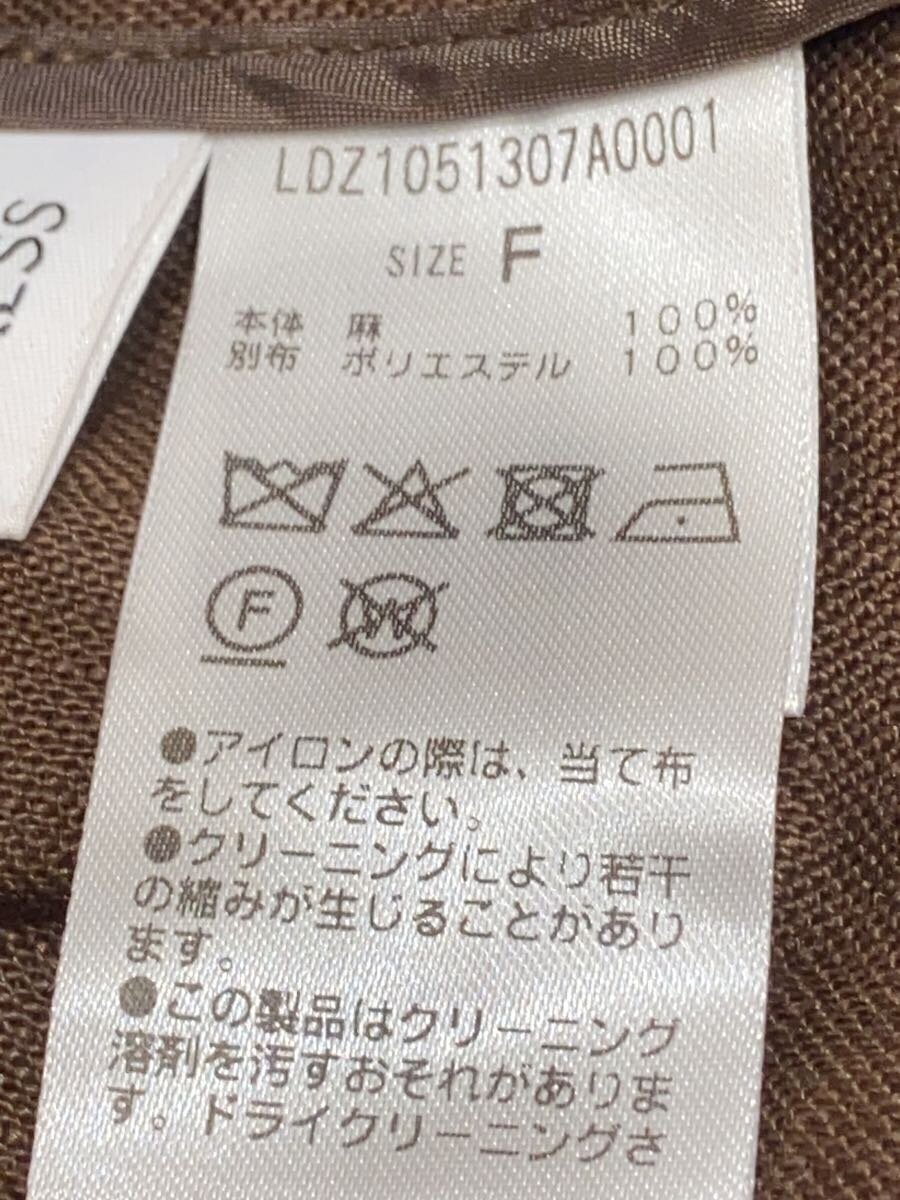 LDZ1051307A0001
SIZE F
本体 麻 100%
別布 ポリエステル 100%
F
W
●アイロンの際は、当て布
をしてください。
●クリーニングにより若干
の縮みが生じることがあり
ます。
●この製品はクリーニング
溶剤を汚すおそれがありま
す。ドライクリーニングさ